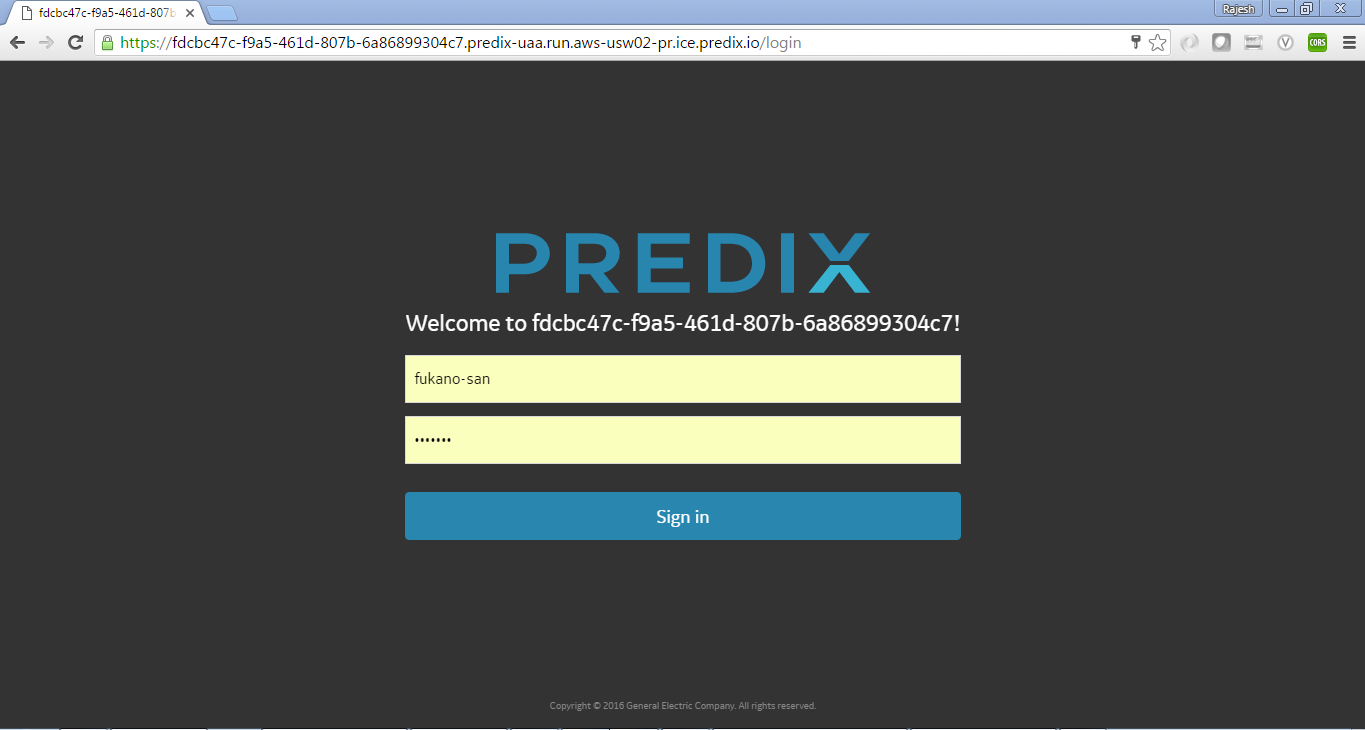 fdcbc47c-f9a5-461d-807b
Rajesh
https://fdcbc47c-f9a5-461d-807b-6a86899304c7.predix-uaa.run.aws-usw02-pr.ice.predix.io/login
CORS
PREDIX
Welcome to fdcbc47c-f9a5-461d-807b-6a86899304c7!
fukano-san
•••••••
Sign in
Copyright © 2016 General Electric Company. All rights reserved.